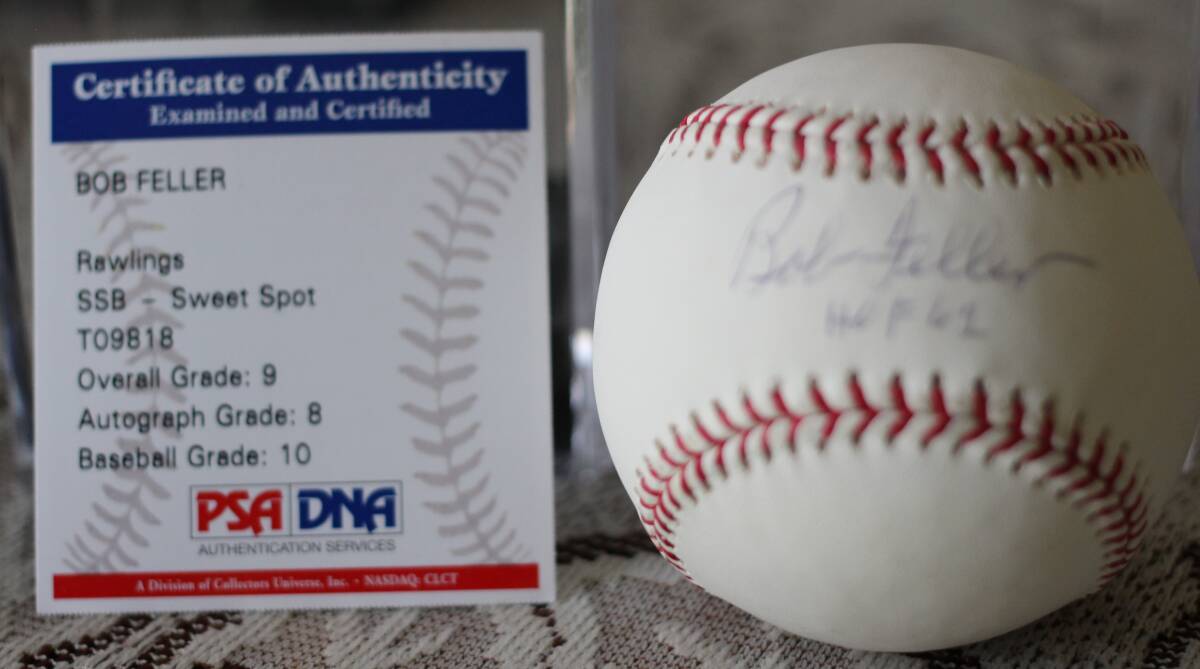 Certificate of Authenticity
Examined and Certified
BOB FELLER
Rawlings
SSB - Sweet Spot
T09818
Overall Grade: 9
Autograph Grade: 8
Baseball Grade: 10
PSA DNA
AUTHENTICATION SERVICES
A Division of Collectors Universe, Inc. - NASDAQ: CLCT
Bob Feller
HOF 62